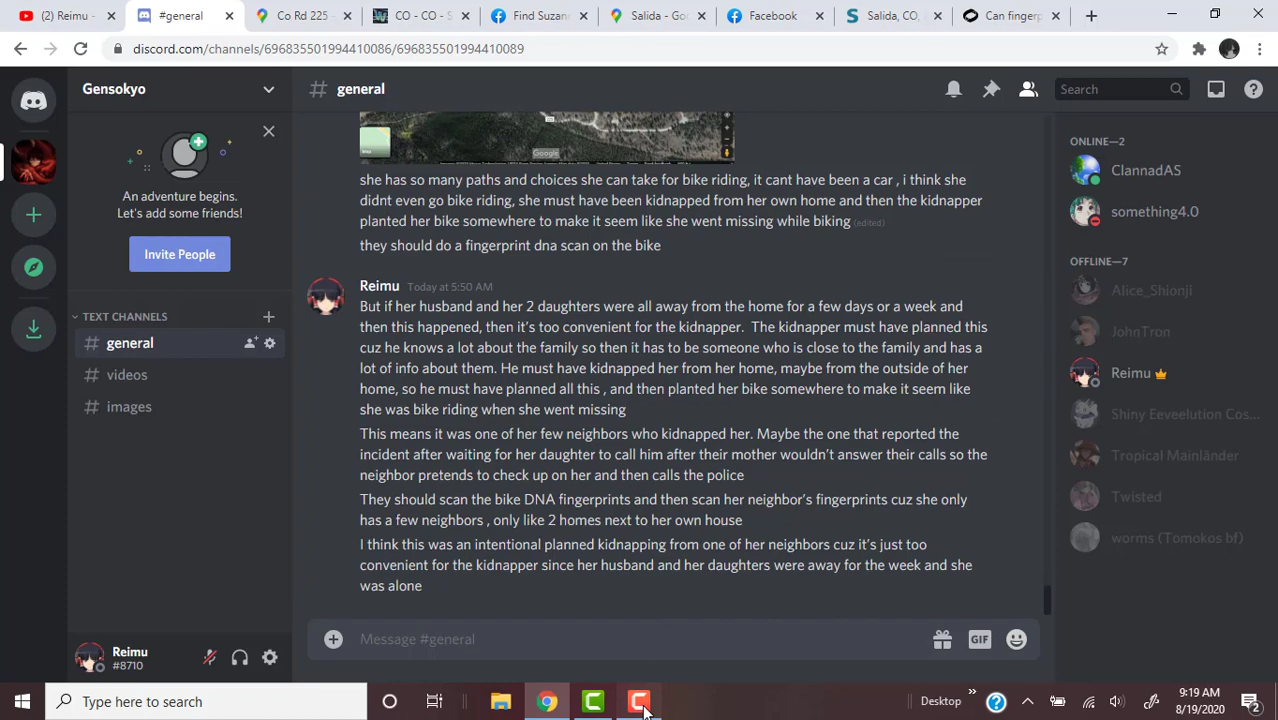 (2) Reimu -
#general
Co Rd 225 -
CO - CO - S
Find Suzann
Salida - Goo
Facebook
Salida, CO,
Can fingerp
discord.com/channels/696835501994410086/696835501994410089
Gensokyo
general
Search
An adventure begins.
Let's add some friends!
Invite People
TEXT CHANNELS
general
videos
images
Google
she has so many paths and choices she can take for bike riding, it cant have been a car , i think she
didnt even go bike riding, she must have been kidnapped from her own home and then the kidnapper
planted her bike somewhere to make it seem like she went missing while biking (edited)
they should do a fingerprint dna scan on the bike
Reimu Today at 5:50 AM
But if her husband and her 2 daughters were all away from the home for a few days or a week and
then this happened, then it's too convenient for the kidnapper. The kidnapper must have planned this
cuz he knows a lot about the family so then it has to be someone who is close to the family and has a
lot of info about them. He must have kidnapped her from her home, maybe from the outside of her
home, so he must have planned all this , and then planted her bike somewhere to make it seem like
she was bike riding when she went missing
This means it was one of her few neighbors who kidnapped her. Maybe the one that reported the
incident after waiting for her daughter to call him after their mother wouldn't answer their calls so the
neighbor pretends to check up on her and then calls the police
They should scan the bike DNA fingerprints and then scan her neighbor's fingerprints cuz she only
has a few neighbors , only like 2 homes next to her own house
I think this was an intentional planned kidnapping from one of her neighbors cuz it's just too
convenient for the kidnapper since her husband and her daughters were away for the week and she
was alone
Message #general
GIF
ONLINE—2
ClannadAS
something4.0
OFFLINE—7
Alice_Shionji
JohnTron
Reimu
Shiny Eeveelution Cos...
Tropical Mainländer
Twisted
worms (Tomokos bf)
Reimu
#8710
Type here to search
Desktop
9:19 AM
8/19/2020
2